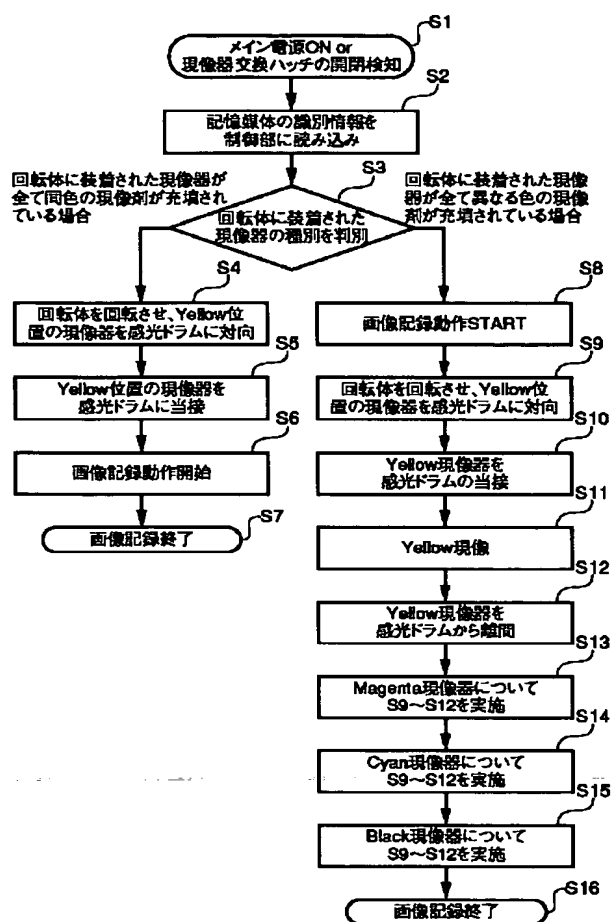 S1
メイン電源ON or
現像器交換ハッチの開閉検知
S2
記憶媒体の識別情報を
制御部に読み込み
S3
回転体に装着された
現像器の種別を判別
回転体に装着された現像器が
全て同色の現像剤が充填され
ている場合
回転体に装着された現像
器が全て異なる色の現像
剤が充填されている場合
S4
回転体を回転させ、Yellow位
置の現像器を感光ドラムに対向
S5
Yellow位置の現像器を
感光ドラムに当接
S6
画像記録動作開始
S7
画像記録終了
S8
画像記録動作START
S9
回転体を回転させ、Yellow位
置の現像器を感光ドラムに対向
S10
Yellow現像器を
感光ドラムの当接
S11
Yellow現像
S12
Yellow現像器を
感光ドラムから離間
S13
Magenta現像器について
S9～S12を実施
S14
Cyan現像器について
S9～S12を実施
S15
Black現像器について
S9～S12を実施
S16
画像記録終了